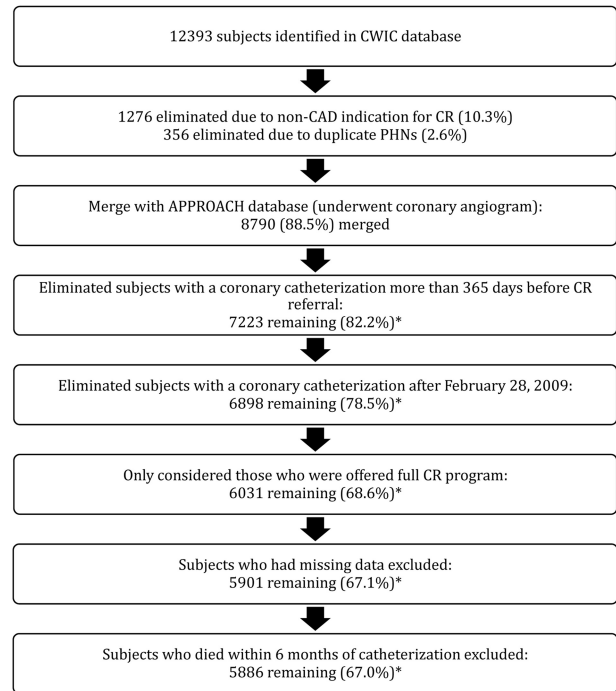 12393 subjects identified in CWIC database
1276 eliminated due to non-CAD indication for CR (10.3%)
356 eliminated due to duplicate PHNs (2.6%)
Merge with APPROACH database (underwent coronary angiogram):
8790 (88.5%) merged
Eliminated subjects with a coronary catheterization more than 365 days before CR
referral:
7223 remaining (82.2%)*
Eliminated subjects with a coronary catheterization after February 28, 2009:
6898 remaining (78.5%)*
Only considered those who were offered full CR program:
6031 remaining (68.6%)*
Subjects who had missing data excluded:
5901 remaining (67.1%)*
Subjects who died within 6 months of catheterization excluded:
5886 remaining (67.0%)*